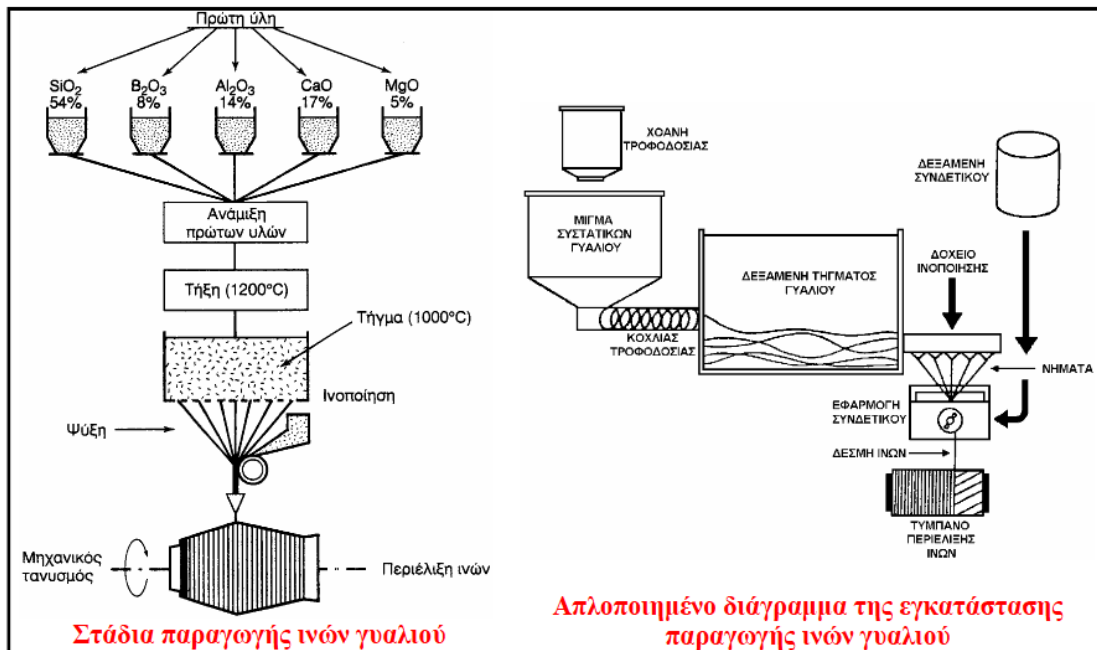 Πρώτη ύλη
SiO₂ B₂O₃ Al₂O₃ CaO MgO
54% 8% 14% 17% 5%
Ανάμιξη
πρώτων υλών
Τήξη (1200°C)
Τήγμα (1000°C)
Ινοποίηση
Ψύξη
Μηχανικός
τανυσμός
Περιέλιξη ινών
Στάδια παραγωγής ινών γυαλιού
ΧΟΑΝΗ
ΤΡΟΦΟΔΟΣΙΑΣ
ΔΕΞΑΜΕΝΗ
ΣΥΝΔΕΤΙΚΟΥ
ΜΙΓΜΑ
ΣΥΣΤΑΤΙΚΩΝ
ΓΥΑΛΙΟΥ
ΔΕΞΑΜΕΝΗ ΤΗΓΜΑΤΟΣ
ΓΥΑΛΙΟΥ
ΔΟΧΕΙΟ
ΙΝΟΠΟΙΗΣΗΣ
ΚΟΧΛΙΑΣ
ΤΡΟΦΟΔΟΣΙΑΣ
ΝΗΜΑΤΑ
ΕΦΑΡΜΟΓΗ
ΣΥΝΔΕΤΙΚΟΥ
ΔΕΣΜΗ ΙΝΩΝ
ΤΥΜΠΑΝΟ
ΠΕΡΙΕΛΙΞΗΣ
ΙΝΩΝ
Απλοποιημένο διάγραμμα της εγκατάστασης
παραγωγής ινών γυαλιού